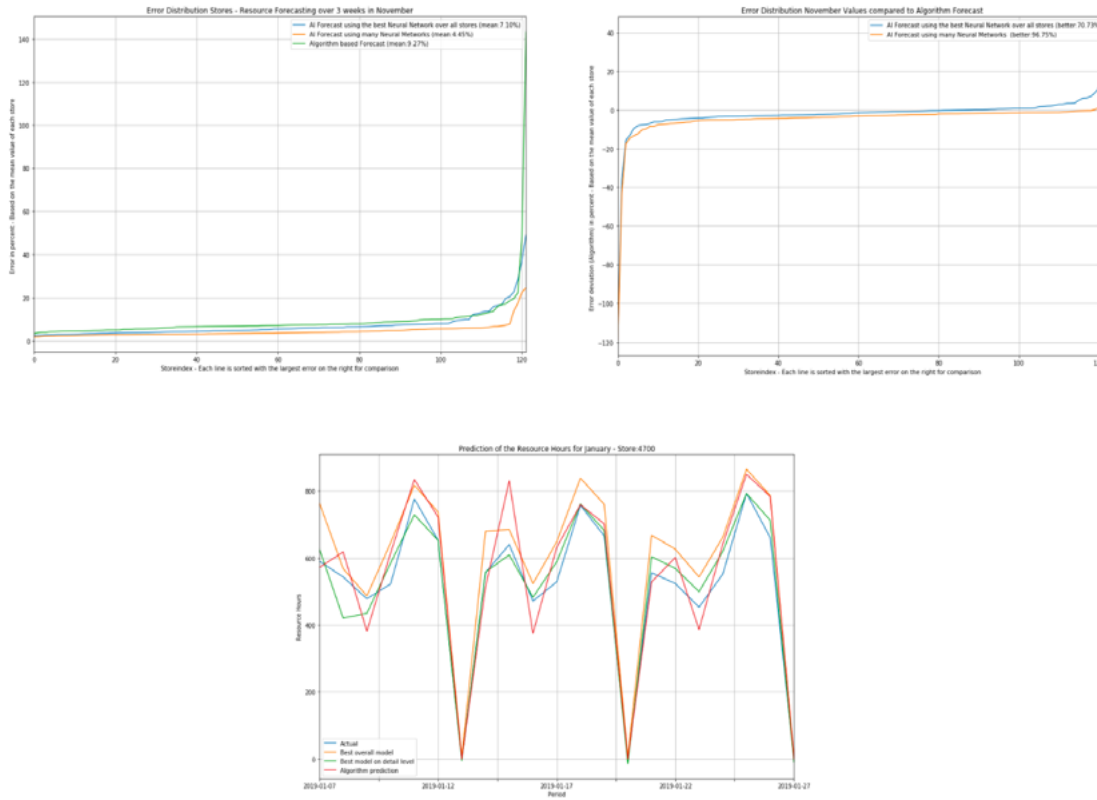 Error Distribution Stores - Resource Forecasting over 3 weeks in November
AI Forecast using the best Neural Network over all stores (mean:7.10%)
AI Forecast using many Neural Metworks (mean:4.45%)
Algorithm based Forecast (mean:9.27%)
Error in percent - Based on the mean value of each store
140
120
100
80
60
40
20
0
0 20 40 60 80 100 120
Storeindex - Each line is sorted with the largest error on the right for comparison
Error Distribution November Values compared to Algorithm Forecast
AI Forecast using the best Neural Network over all stores (better:70.73%
AI Forecast using many Neural Metworks (better:96.75%)
Error deviation (Algorithm) in percent - Based on the mean value of each store
40
20
0
−20
−40
−60
−80
−100
−120
0 20 40 60 80 100
Storeindex - Each line is sorted with the largest error on the right for comparison
Prediction of the Resource Hours for January - Store:4700
Resource Hours
800
600
400
200
0
Actual
Best overall model
Best model on detail level
Algorithm prediction
2019-01-07 2019-01-12 2019-01-17 2019-01-22 2019-01-27
Period